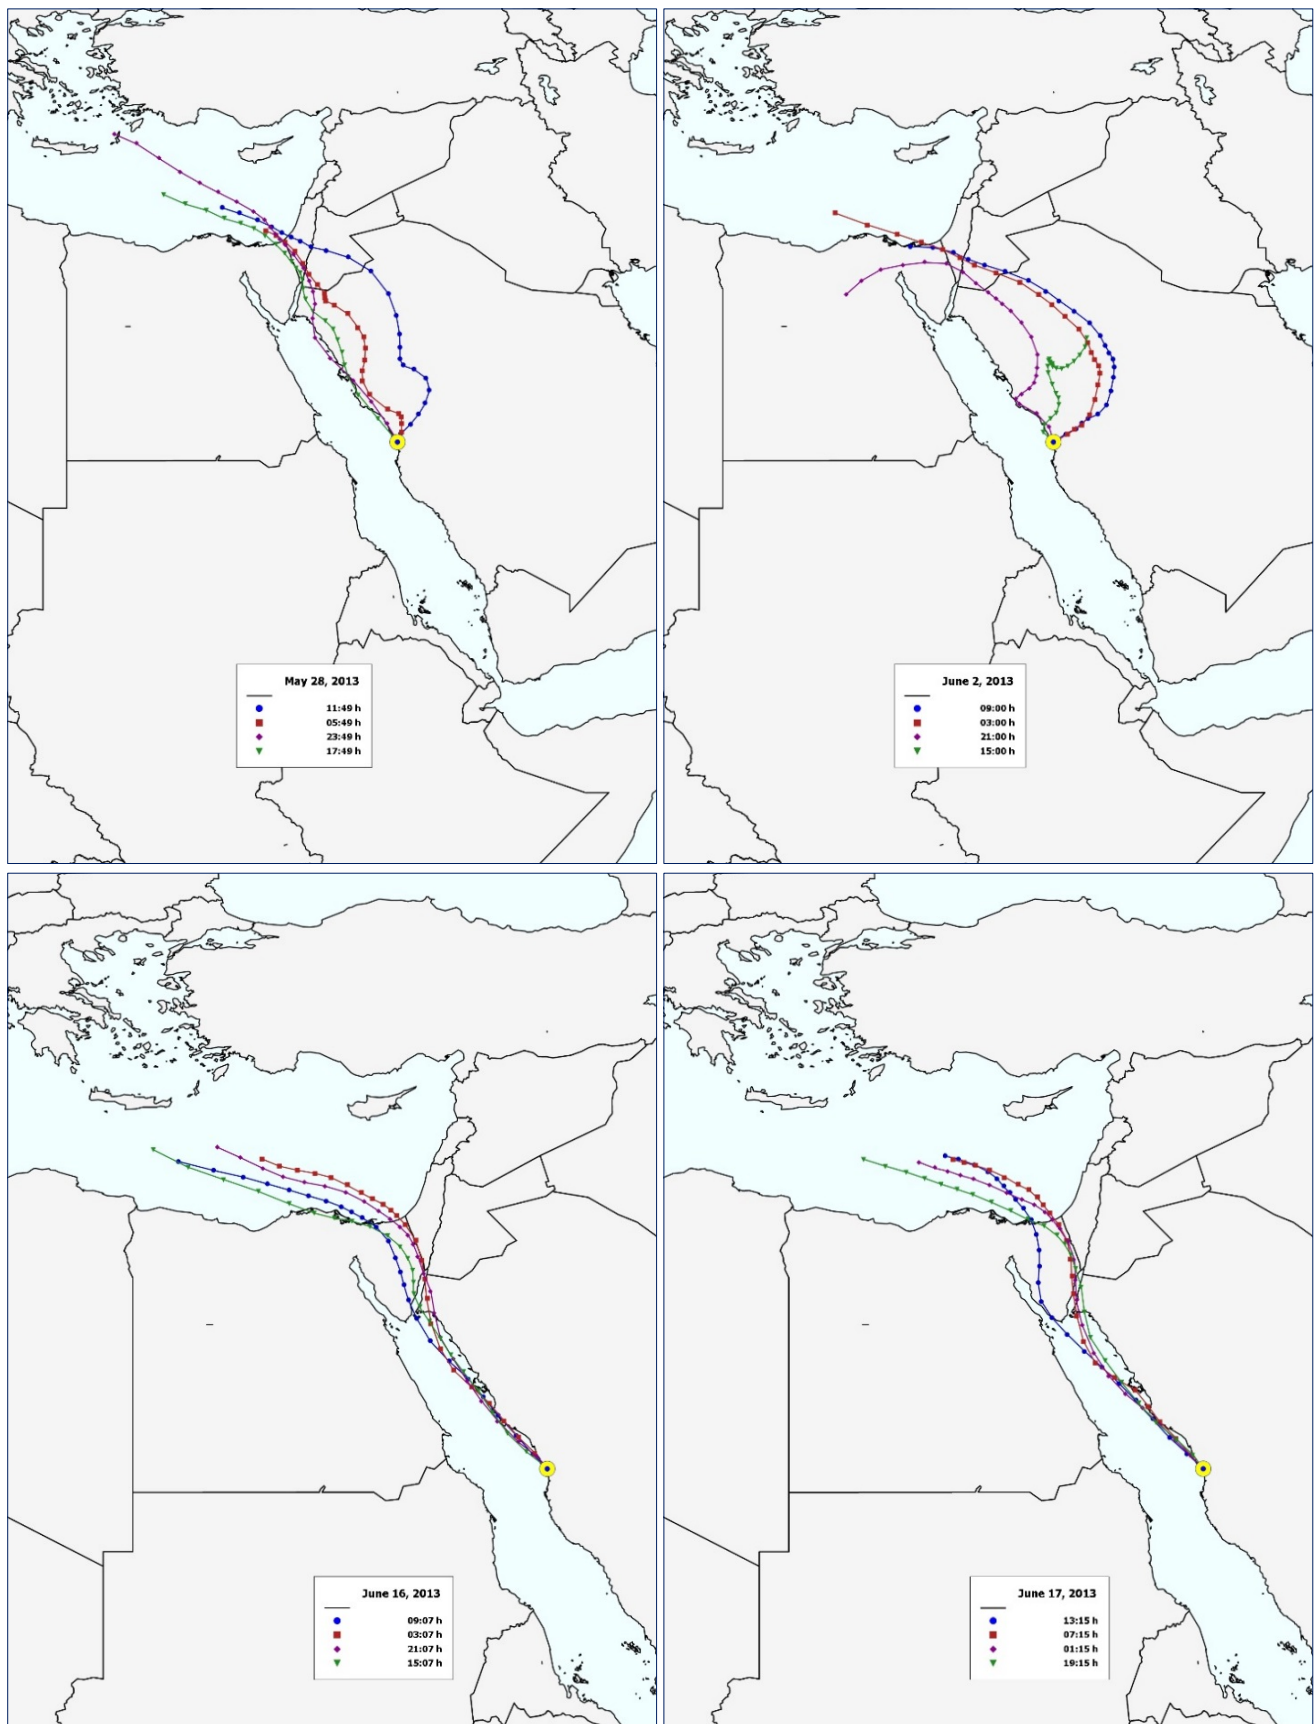 May 28, 2013
11:49 h
05:49 h
23:49 h
17:49 h
June 2, 2013
09:00 h
03:00 h
21:00 h
15:00 h
June 16, 2013
09:07 h
03:07 h
21:07 h
15:07 h
June 17, 2013
13:15 h
07:15 h
01:15 h
19:15 h